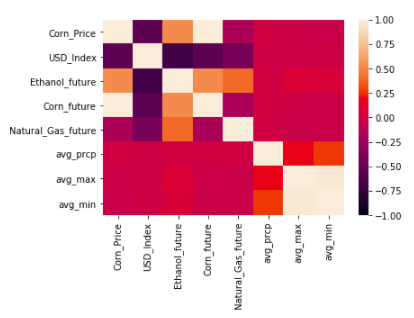 Corn_Price
USD_Index
Ethanol_future
Corn_future
Natural_Gas_future
avg_prcp
avg_max
avg_min
Corn_Price
USD_Index
Ethanol_future
Corn_future
Natural_Gas_future
avg_prcp
avg_max
avg_min
1.00
0.75
0.50
0.25
0.00
−0.25
−0.50
−0.75
−1.00